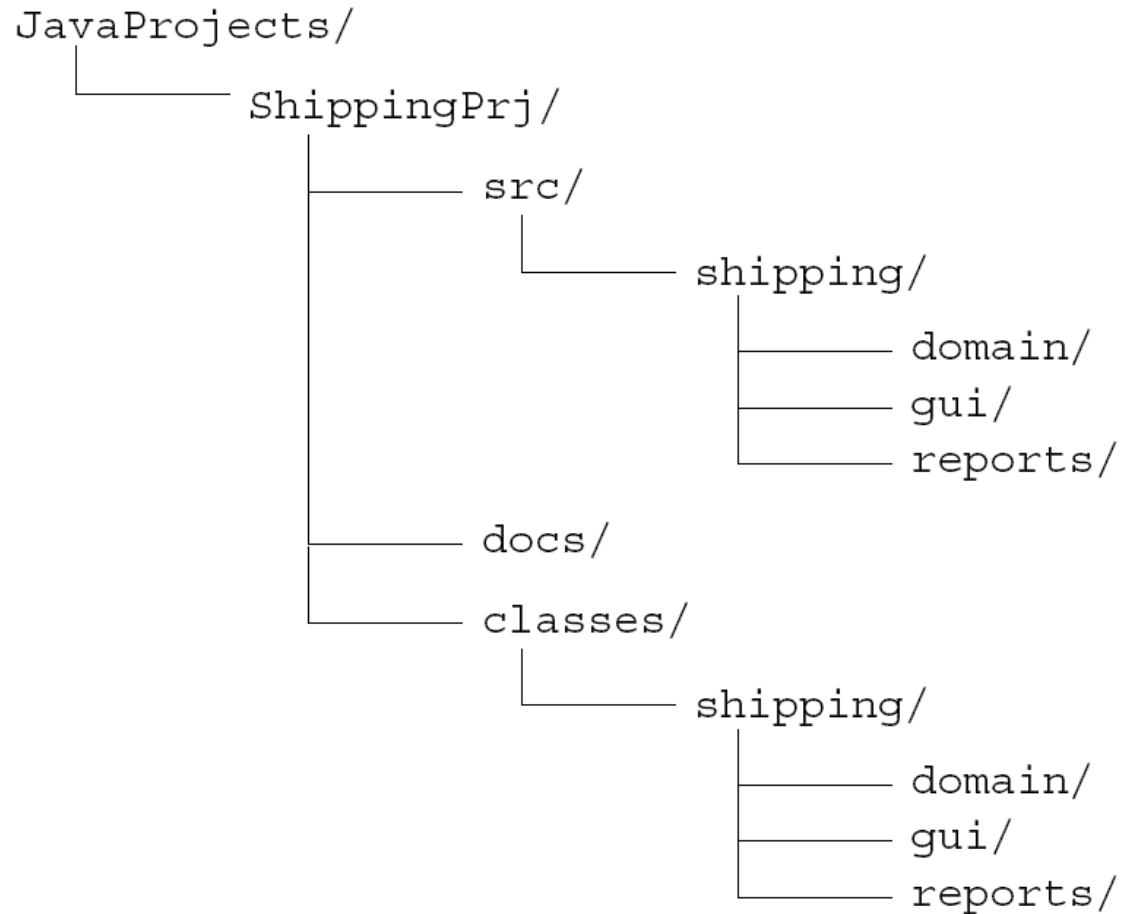 JavaProjects/
ShippingPrj/
src/
shipping/
domain/
gui/
reports/
docs/
classes/
shipping/
domain/
gui/
reports/